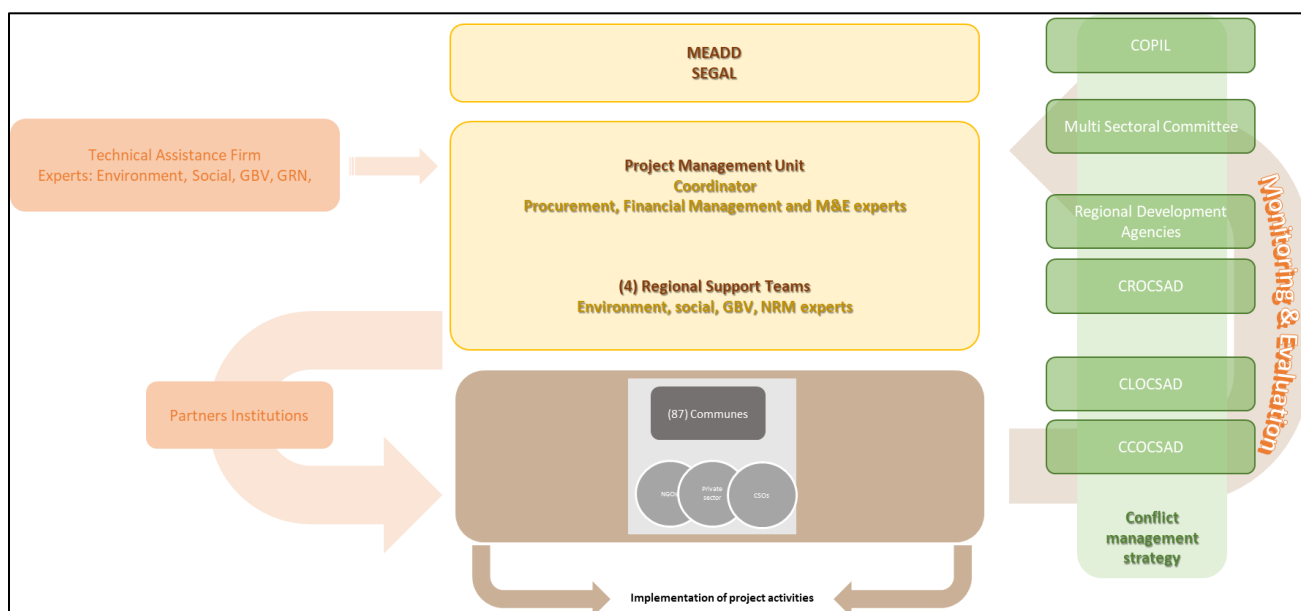 MEADD
SEGAL
Technical Assistance Firm
Experts: Environment, Social, GBV, GRN,
Project Management Unit
Coordinator
Procurement, Financial Management and M&E experts
(4) Regional Support Teams
Environment, social, GBV, NRM experts
Partners Institutions
(87) Communes
NGOs
Private
sector
CSOs
Implementation of project activities
COPIL
Multi Sectoral Committee
Regional Development
Agencies
CROCSAD
CLOCSAD
CCOCSAD
Conflict
management
strategy
Monitoring & Evaluation